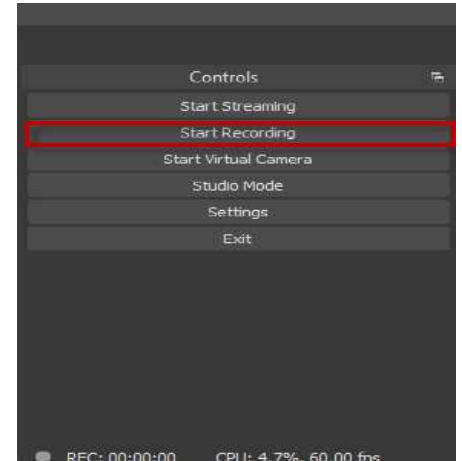 Controls
Start Streaming
Start Recording
Start Virtual Camera
Studio Mode
Settings
Exit
REC: 00:00:00 CPU: 4.7%, 60.00 fps